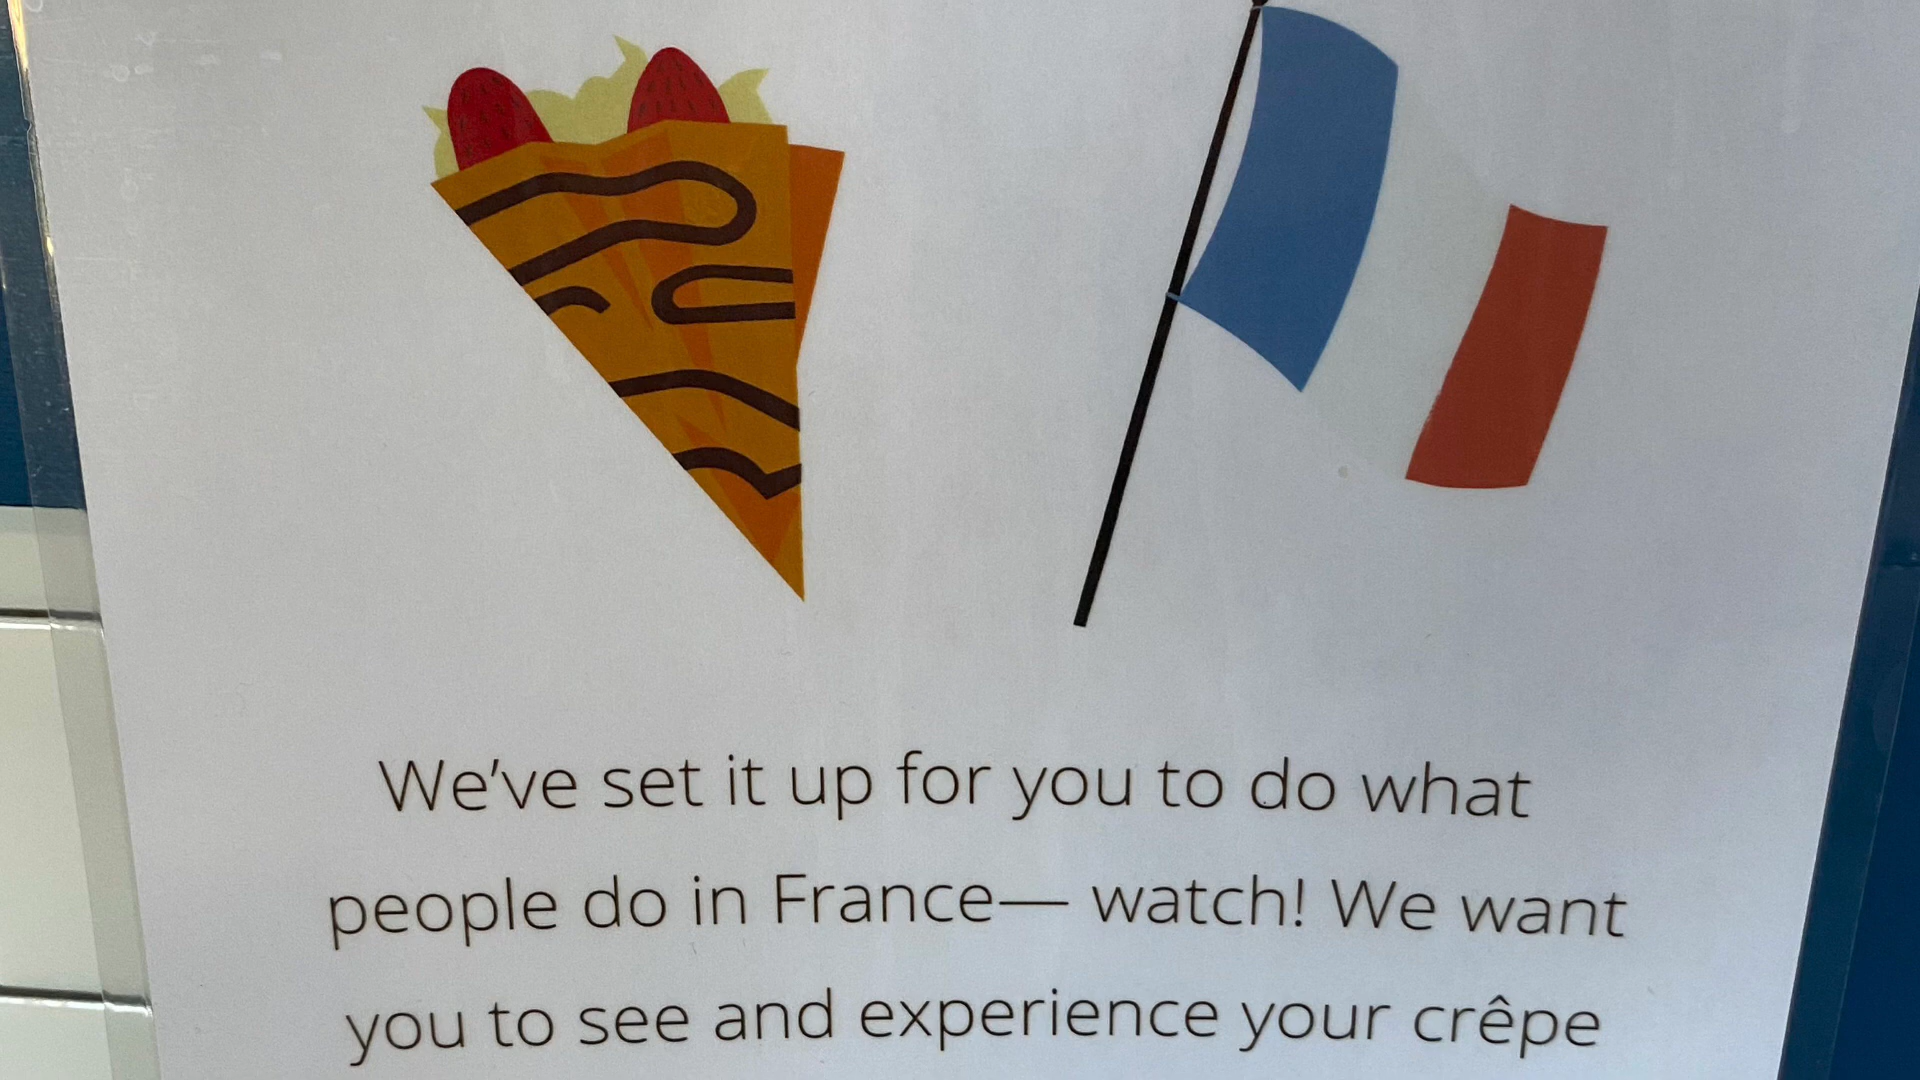 We've set it up for you to do what
people do in France— watch! We want
you to see and experience your crêpe